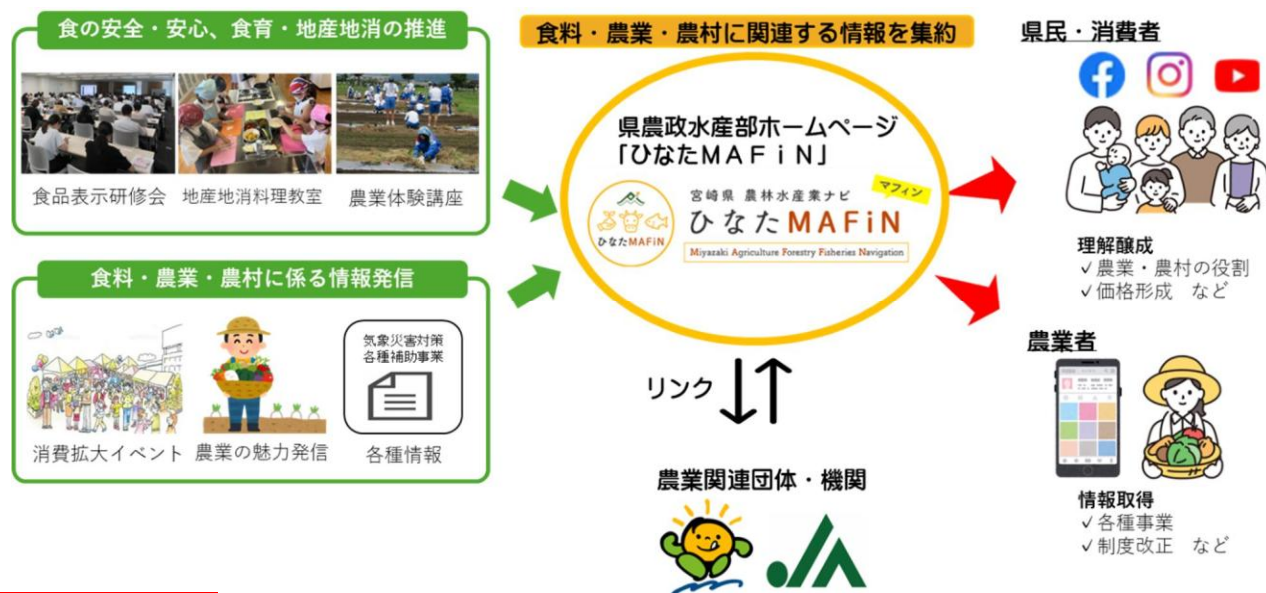 食の安全・安心、食育・地産地消の推進
食品表示研修会
地産地消料理教室
農業体験講座
食料・農業・農村に係る情報発信
消費拡大イベント
農業の魅力発信
気象災害対策
各種補助事業
各種情報
食料・農業・農村に関連する情報を集約
県農政水産部ホームページ
「ひなたMAFiN」
ひなたMAFiN
宮崎県 農林水産業ナビ
マフィン
ひなたMAFiN
Miyazaki Agriculture Forestry Fisheries Navigation
リンク
農業関連団体・機関
JA
県民・消費者
理解醸成
✓農業・農村の役割
✓価格形成 など
農業者
情報取得
✓各種事業
✓制度改正 など